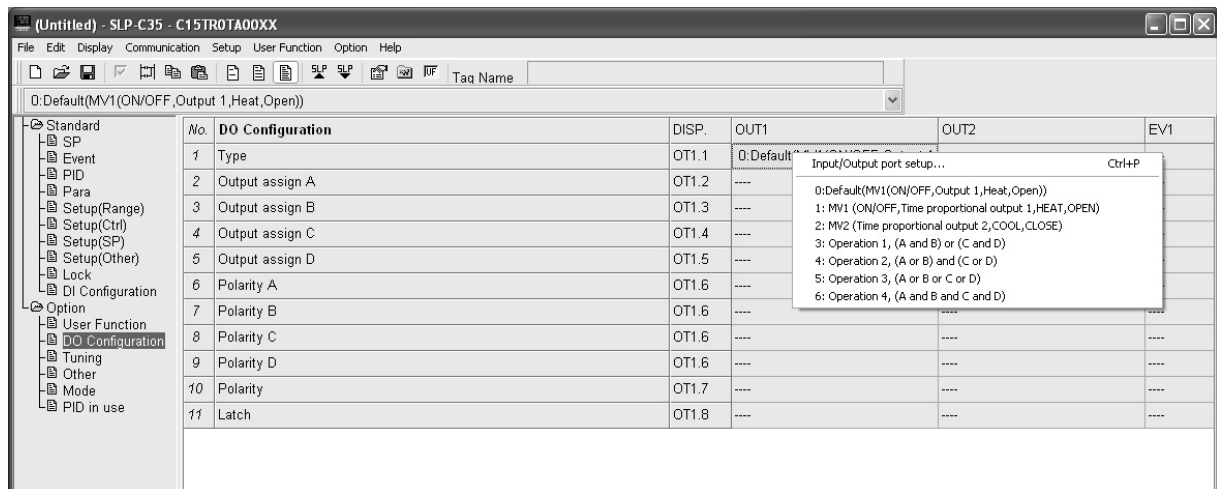 (Untitled) - SLP-C35 - C15TR0TA00XX
File Edit Display Communication Setup User Function Option Help
SLP SLP UF Tag Name
0:Default(MV1(ON/OFF,Output 1,Heat,Open))
Standard
SP
Event
PID
Para
Setup(Range)
Setup(Ctrl)
Setup(SP)
Setup(Other)
Lock
DI Configuration
Option
User Function
DO Configuration
Tuning
Other
Mode
PID in use
No. DO Configuration DISP. OUT1 OUT2 EV1
1 Type OT1.1 0:Default
2 Output assign A OT1.2 ----
3 Output assign B OT1.3 ----
4 Output assign C OT1.4 ----
5 Output assign D OT1.5 ----
6 Polarity A OT1.6 ----
7 Polarity B OT1.6 ---- ---- ----
8 Polarity C OT1.6 ---- ---- ----
9 Polarity D OT1.6 ---- ---- ----
10 Polarity OT1.7 ---- ---- ----
11 Latch OT1.8 ---- ---- ----
Input/Output port setup... Ctrl+P
0:Default(MV1(ON/OFF,Output 1,Heat,Open))
1: MV1 (ON/OFF,Time proportional output 1,HEAT,OPEN)
2: MV2 (Time proportional output 2,COOL,CLOSE)
3: Operation 1, (A and B) or (C and D)
4: Operation 2, (A or B) and (C or D)
5: Operation 3, (A or B or C or D)
6: Operation 4, (A and B and C and D)